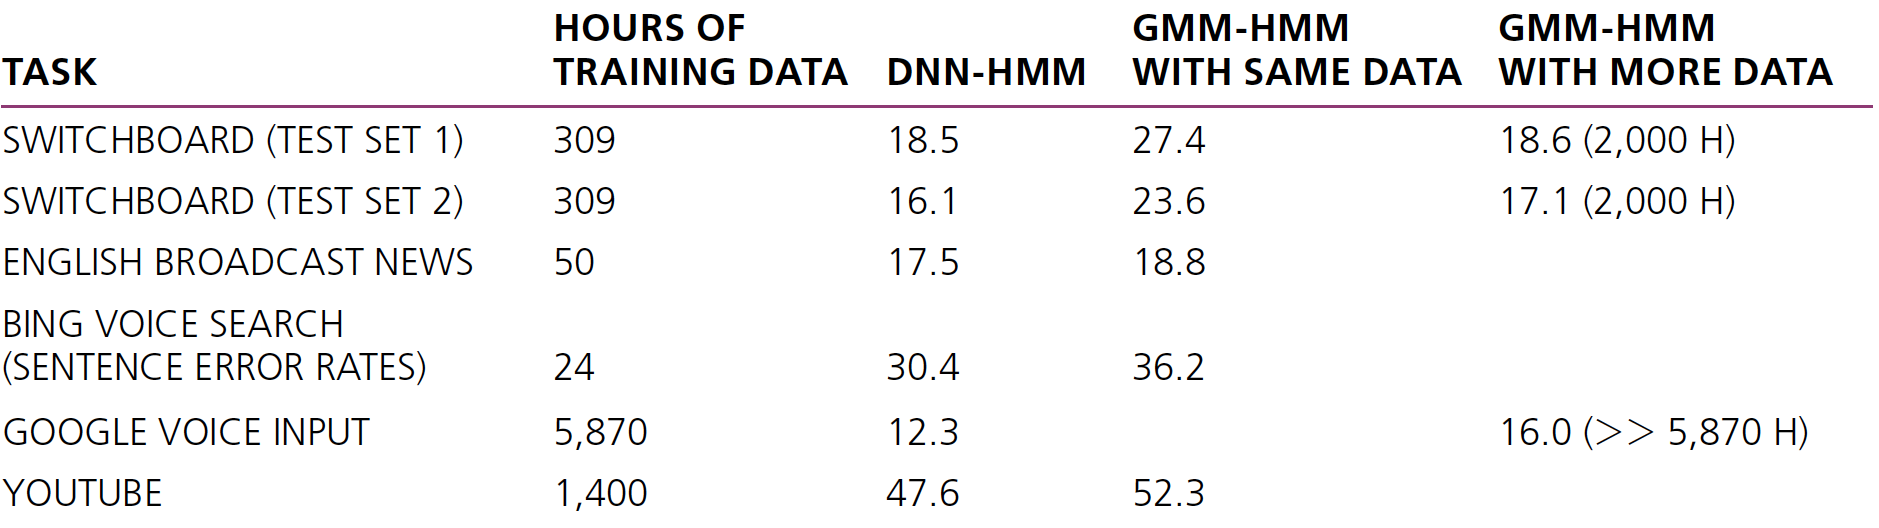 TASK HOURS OF TRAINING DATA DNN-HMM GMM-HMM WITH SAME DATA GMM-HMM WITH MORE DATA
SWITCHBOARD (TEST SET 1) 309 18.5 27.4 18.6 (2,000 H)
SWITCHBOARD (TEST SET 2) 309 16.1 23.6 17.1 (2,000 H)
ENGLISH BROADCAST NEWS 50 17.5 18.8
BING VOICE SEARCH
(SENTENCE ERROR RATES) 24 30.4 36.2
GOOGLE VOICE INPUT 5,870 12.3 16.0 (>> 5,870 H)
YOUTUBE 1,400 47.6 52.3